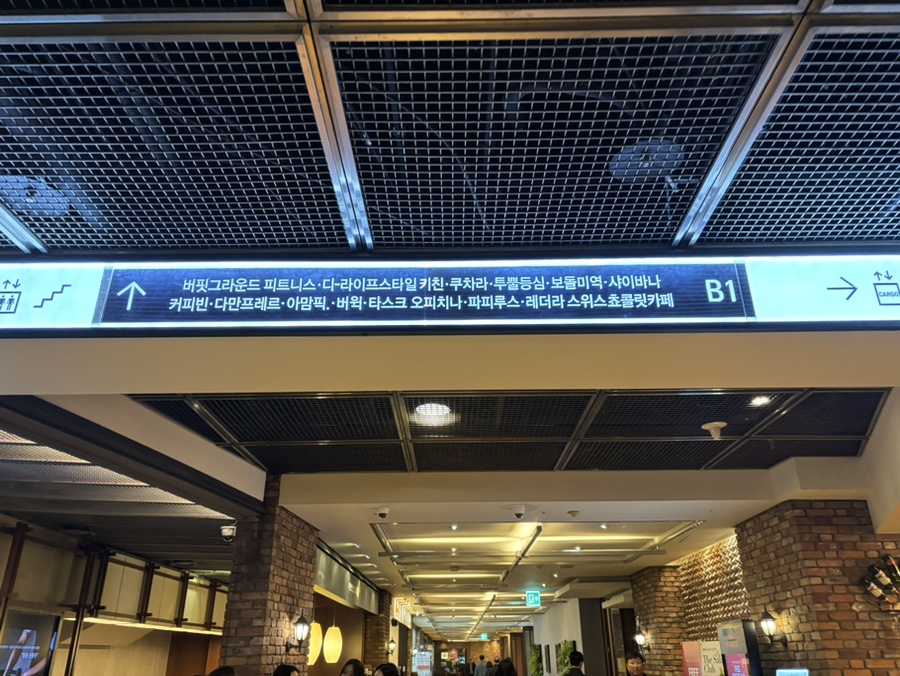 버핏그라운드 피트니스·디-라이프스타일 키친·쿠차라·투뿔등심·보돌미역·샤이바나
커피빈·다만프레르·아맘픽·버웍·타스크 오피치나·파피루스·레더라 스위스쵸콜릿카페
B1
CARGO
The